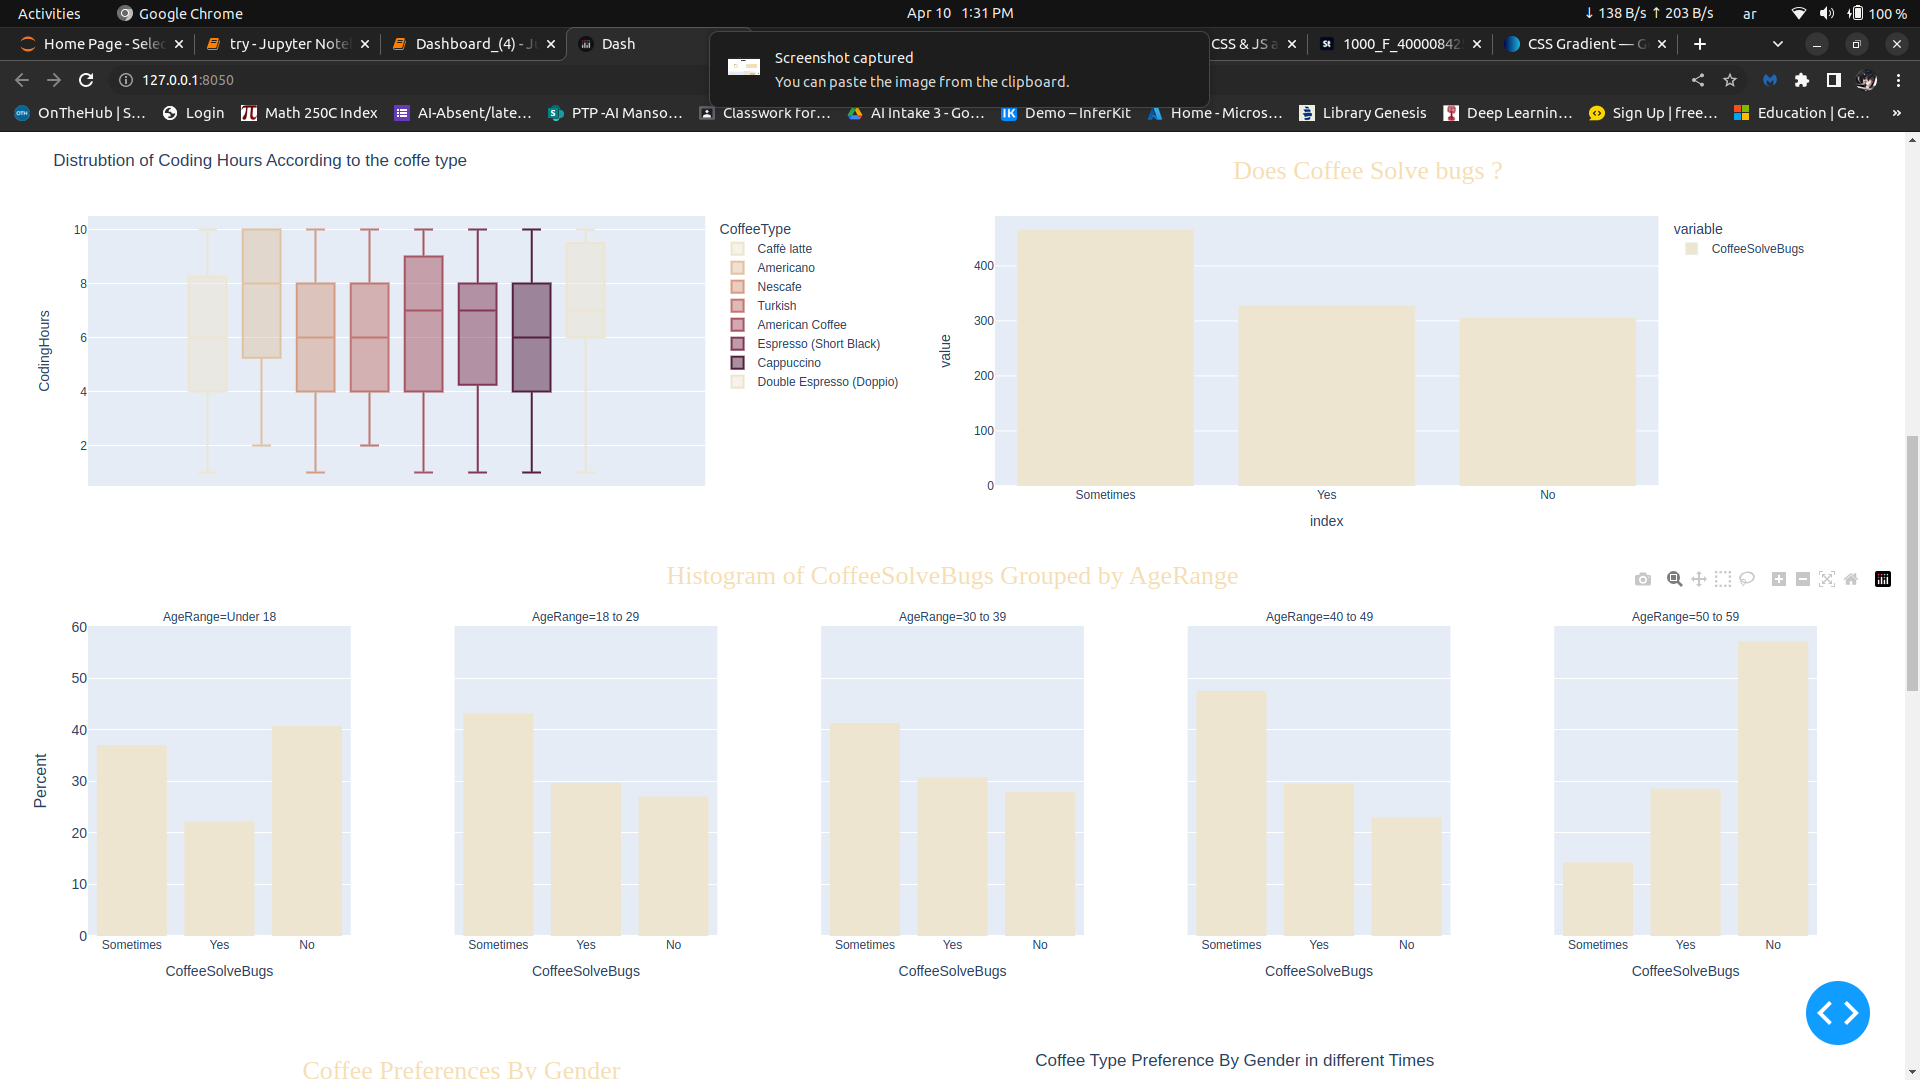 Activities
Google Chrome
Apr 10 1:31 PM
↓ 138 B/s ↑ 203 B/s
ar
100 %
Home Page - Sele
try - Jupyter Note
Dashboard_(4) - J
Dash
CSS & JS a
1000_F_40000842
CSS Gradient — G
Screenshot captured
You can paste the image from the clipboard.
127.0.0.1:8050
OnTheHub | S…
Login
Math 250C Index
AI-Absent/late…
PTP -AI Manso…
Classwork for…
AI Intake 3 - Go…
Demo – InferKit
Home - Micros…
Library Genesis
Deep Learnin…
Sign Up | free…
Education | Ge…
»
Distrubtion of Coding Hours According to the coffe type
10
8
6
4
2
CodingHours
CoffeeType
Caffè latte
Americano
Nescafe
Turkish
American Coffee
Espresso (Short Black)
Cappuccino
Double Espresso (Doppio)
Does Coffee Solve bugs ?
400
300
200
100
0
value
Sometimes
Yes
No
index
variable
CoffeeSolveBugs
Histogram of CoffeeSolveBugs Grouped by AgeRange
AgeRange=Under 18
AgeRange=18 to 29
AgeRange=30 to 39
AgeRange=40 to 49
AgeRange=50 to 59
60
50
40
30
20
10
0
Percent
Sometimes Yes No
Sometimes Yes No
Sometimes Yes No
Sometimes Yes No
Sometimes Yes No
CoffeeSolveBugs
CoffeeSolveBugs
CoffeeSolveBugs
CoffeeSolveBugs
CoffeeSolveBugs
Coffee Preferences By Gender
Coffee Type Preference By Gender in different Times